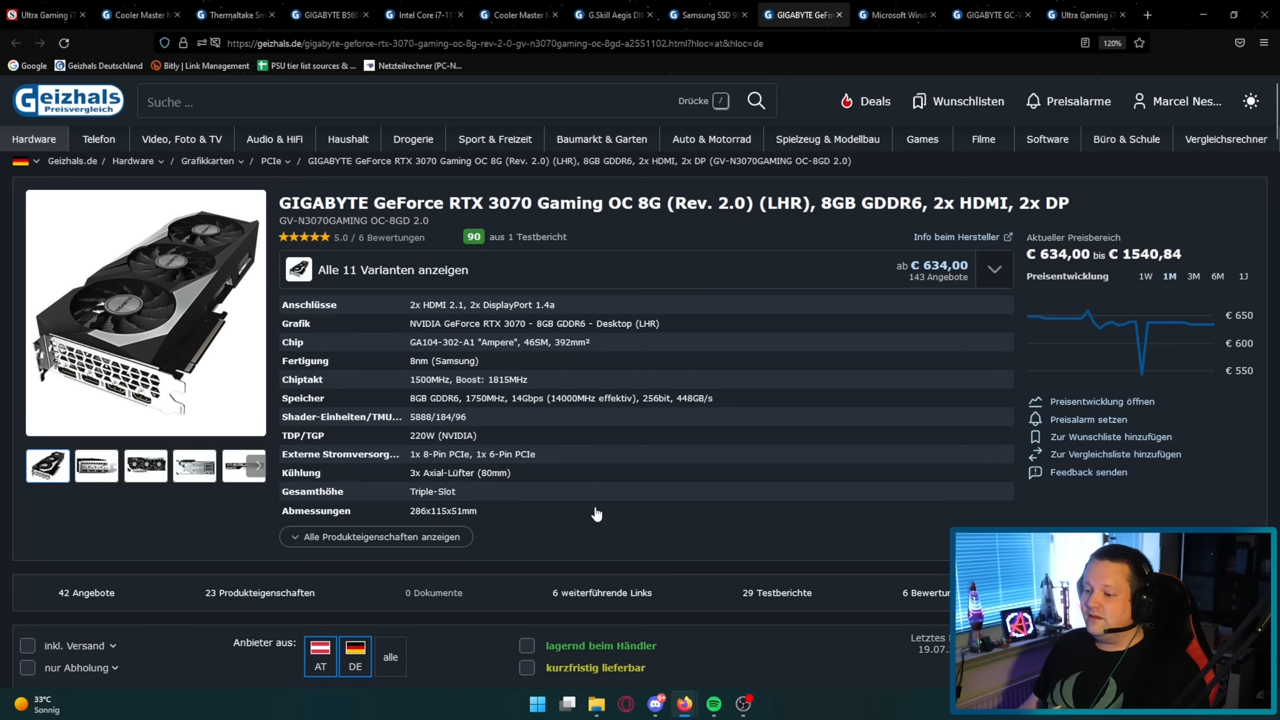 Ultra Gaming i7
Cooler Master M
Thermaltake Sm
GIGABYTE B560
Intel Core i7-11
Cooler Master M
G.Skill Aegis DI
Samsung SSD 98
GIGABYTE GeF
Microsoft Wind
GIGABYTE GC-
Ultra Gaming i7
https://geizhals.de/gigabyte-geforce-rtx-3070-gaming-oc-8g-rev-2-0-gv-n3070gaming-oc-8gd-a2551102.html?hloc=at&hloc=de
120%
Google
Geizhals Deutschland
Bitly | Link Management
PSU tier list sources & ...
Netzteilrechner (PC-N...
Geizhals
Preisvergleich
Suche ...
Drücke /
Deals
Wunschlisten
Preisalarme
Marcel Nes...
Hardware
Telefon
Video, Foto & TV
Audio & HiFi
Haushalt
Drogerie
Sport & Freizeit
Baumarkt & Garten
Auto & Motorrad
Spielzeug & Modellbau
Games
Filme
Software
Büro & Schule
Vergleichsrechner
Geizhals.de / Hardware / Grafikkarten / PCIe / GIGABYTE GeForce RTX 3070 Gaming OC 8G (Rev. 2.0) (LHR), 8GB GDDR6, 2x HDMI, 2x DP (GV-N3070GAMING OC-8GD 2.0)
GIGABYTE GeForce RTX 3070 Gaming OC 8G (Rev. 2.0) (LHR), 8GB GDDR6, 2x HDMI, 2x DP
GV-N3070GAMING OC-8GD 2.0
5.0 / 6 Bewertungen
90 aus 1 Testbericht
Info beim Hersteller
Alle 11 Varianten anzeigen
ab € 634,00
143 Angebote
Anschlüsse 2x HDMI 2.1, 2x DisplayPort 1.4a
Grafik NVIDIA GeForce RTX 3070 - 8GB GDDR6 - Desktop (LHR)
Chip GA104-302-A1 "Ampere", 46SM, 392mm²
Fertigung 8nm (Samsung)
Chiptakt 1500MHz, Boost: 1815MHz
Speicher 8GB GDDR6, 1750MHz, 14Gbps (14000MHz effektiv), 256bit, 448GB/s
Shader-Einheiten/TMU... 5888/184/96
TDP/TGP 220W (NVIDIA)
Externe Stromversorg... 1x 8-Pin PCIe, 1x 6-Pin PCIe
Kühlung 3x Axial-Lüfter (80mm)
Gesamthöhe Triple-Slot
Abmessungen 286x115x51mm
Alle Produkteigenschaften anzeigen
Aktueller Preisbereich
€ 634,00 bis € 1540,84
Preisentwicklung 1W 1M 3M 6M 1J
€ 650
€ 600
€ 550
Preisentwicklung öffnen
Preisalarm setzen
Zur Wunschliste hinzufügen
Zur Vergleichsliste hinzufügen
Feedback senden
42 Angebote
23 Produkteigenschaften
0 Dokumente
6 weiterführende Links
29 Testberichte
6 Bewertun
inkl. Versand
nur Abholung
Anbieter aus:
AT
DE
alle
lagernd beim Händler
kurzfristig lieferbar
Letztes
19.07.
33°C
Sonnig